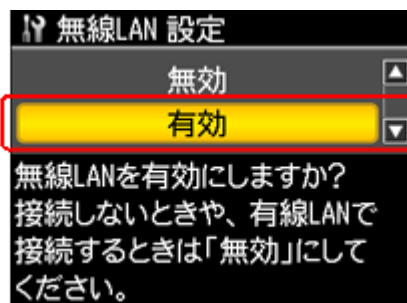 無線LAN 設定
無効
有効
無線LANを有効にしますか?
接続しないときや、有線LANで
接続するときは「無効」にして
ください。